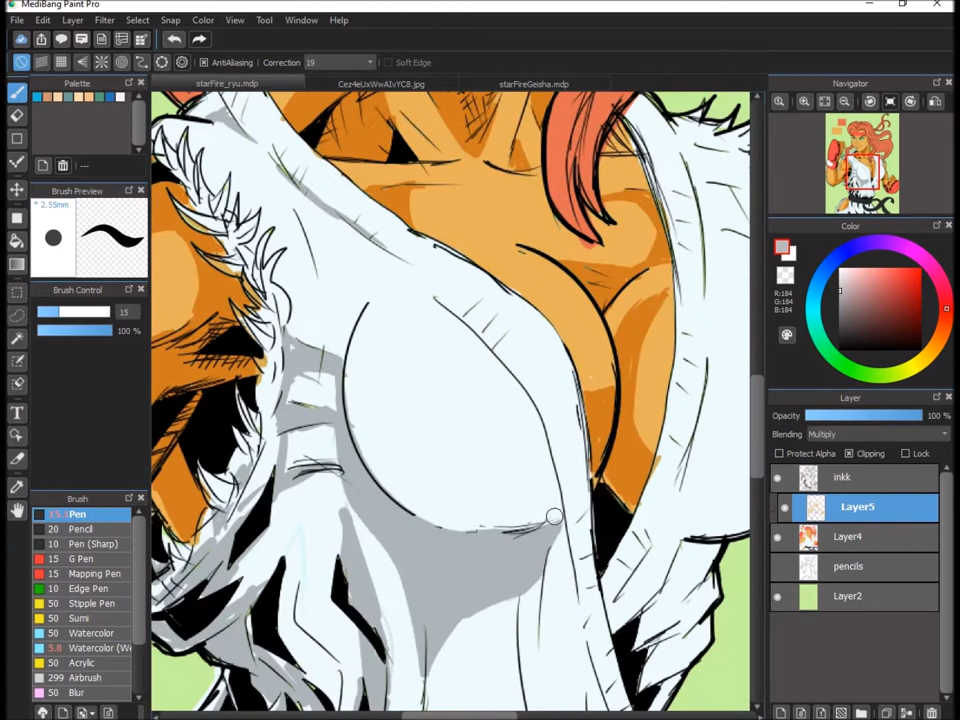 MediBang Paint Pro
File Edit Layer Filter Select Snap Color View Tool Window Help
AntiAliasing Correction 19 Soft Edge
Palette
starFire_ryu.mdp Cez4eUxWwAIvYC8.jpg starFireGeisha.mdp
Navigator
---
Brush Preview
* 2.55mm
Brush Control
15
100 %
Color
R:184
G:184
B:184
Layer
Opacity 100 %
Blending Multiply
Protect Alpha Clipping Lock
inkk
Layer5
Layer4
pencils
Layer2
Brush
Pen
20 Pencil
10 Pen (Sharp)
15 G Pen
15 Mapping Pen
10 Edge Pen
50 Stipple Pen
50 Sumi
50 Watercolor
5.8 Watercolor (We
50 Acrylic
299 Airbrush
50 Blur